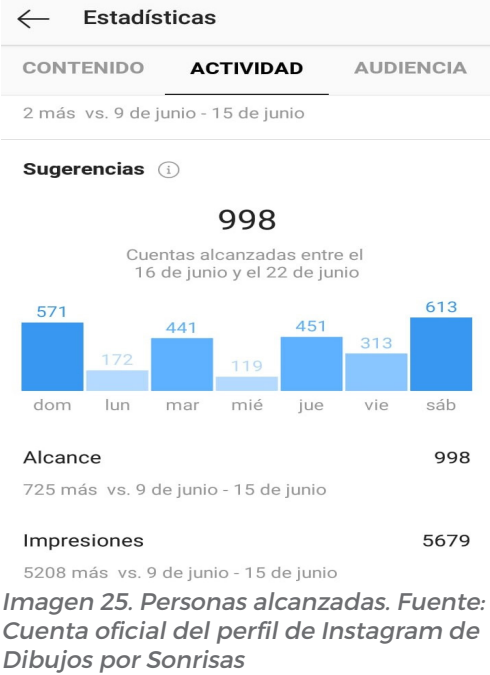 Estadísticas
CONTENIDO ACTIVIDAD AUDIENCIA
2 más vs. 9 de junio - 15 de junio
Sugerencias
998
Cuentas alcanzadas entre el
16 de junio y el 22 de junio
571 172 441 119 451 313 613
dom lun mar mié jue vie sáb
Alcance 998
725 más vs. 9 de junio - 15 de junio
Impresiones 5679
5208 más vs. 9 de junio - 15 de junio
Imagen 25. Personas alcanzadas. Fuente:
Cuenta oficial del perfil de Instagram de
Dibujos por Sonrisas